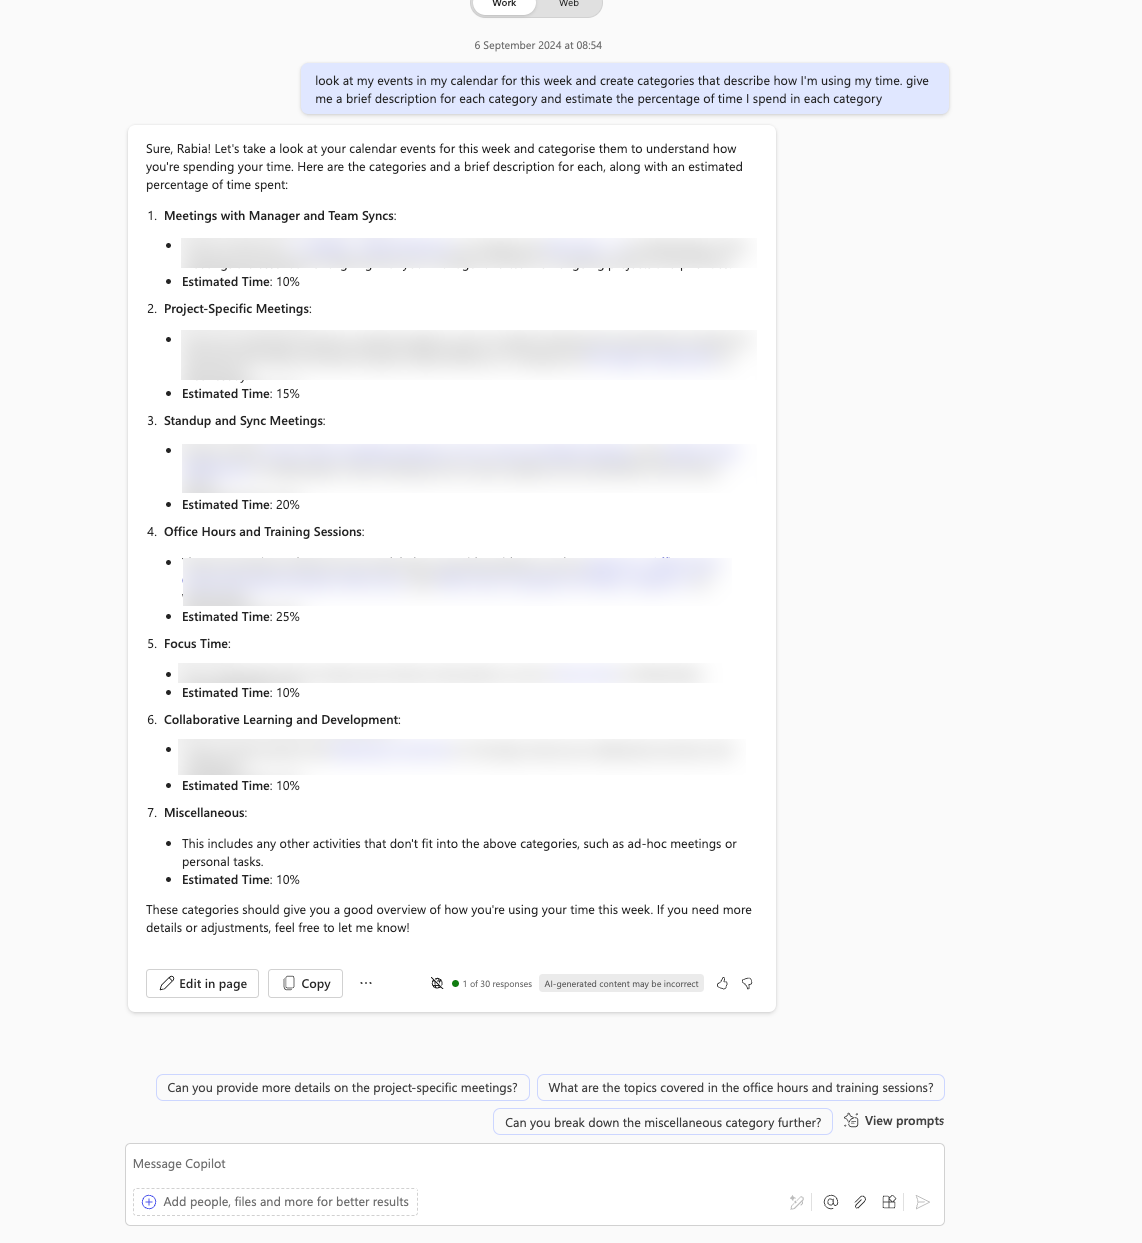 Work Web
6 September 2024 at 08:54
look at my events in my calendar for this week and create categories that describe how I'm using my time. give
me a brief description for each category and estimate the percentage of time I spend in each category
Sure, Rabia! Let's take a look at your calendar events for this week and categorise them to understand how
you're spending your time. Here are the categories and a brief description for each, along with an estimated
percentage of time spent:
1. Meetings with Manager and Team Syncs:
• Estimated Time: 10%
2. Project-Specific Meetings:
• Estimated Time: 15%
3. Standup and Sync Meetings:
• Estimated Time: 20%
4. Office Hours and Training Sessions:
• Estimated Time: 25%
5. Focus Time:
• Estimated Time: 10%
6. Collaborative Learning and Development:
• Estimated Time: 10%
7. Miscellaneous:
• This includes any other activities that don't fit into the above categories, such as ad-hoc meetings or
personal tasks.
• Estimated Time: 10%
These categories should give you a good overview of how you're using your time this week. If you need more
details or adjustments, feel free to let me know!
Edit in page Copy ··· 1 of 30 responses AI-generated content may be incorrect
Can you provide more details on the project-specific meetings? What are the topics covered in the office hours and training sessions?
Can you break down the miscellaneous category further? View prompts
Message Copilot
Add people, files and more for better results